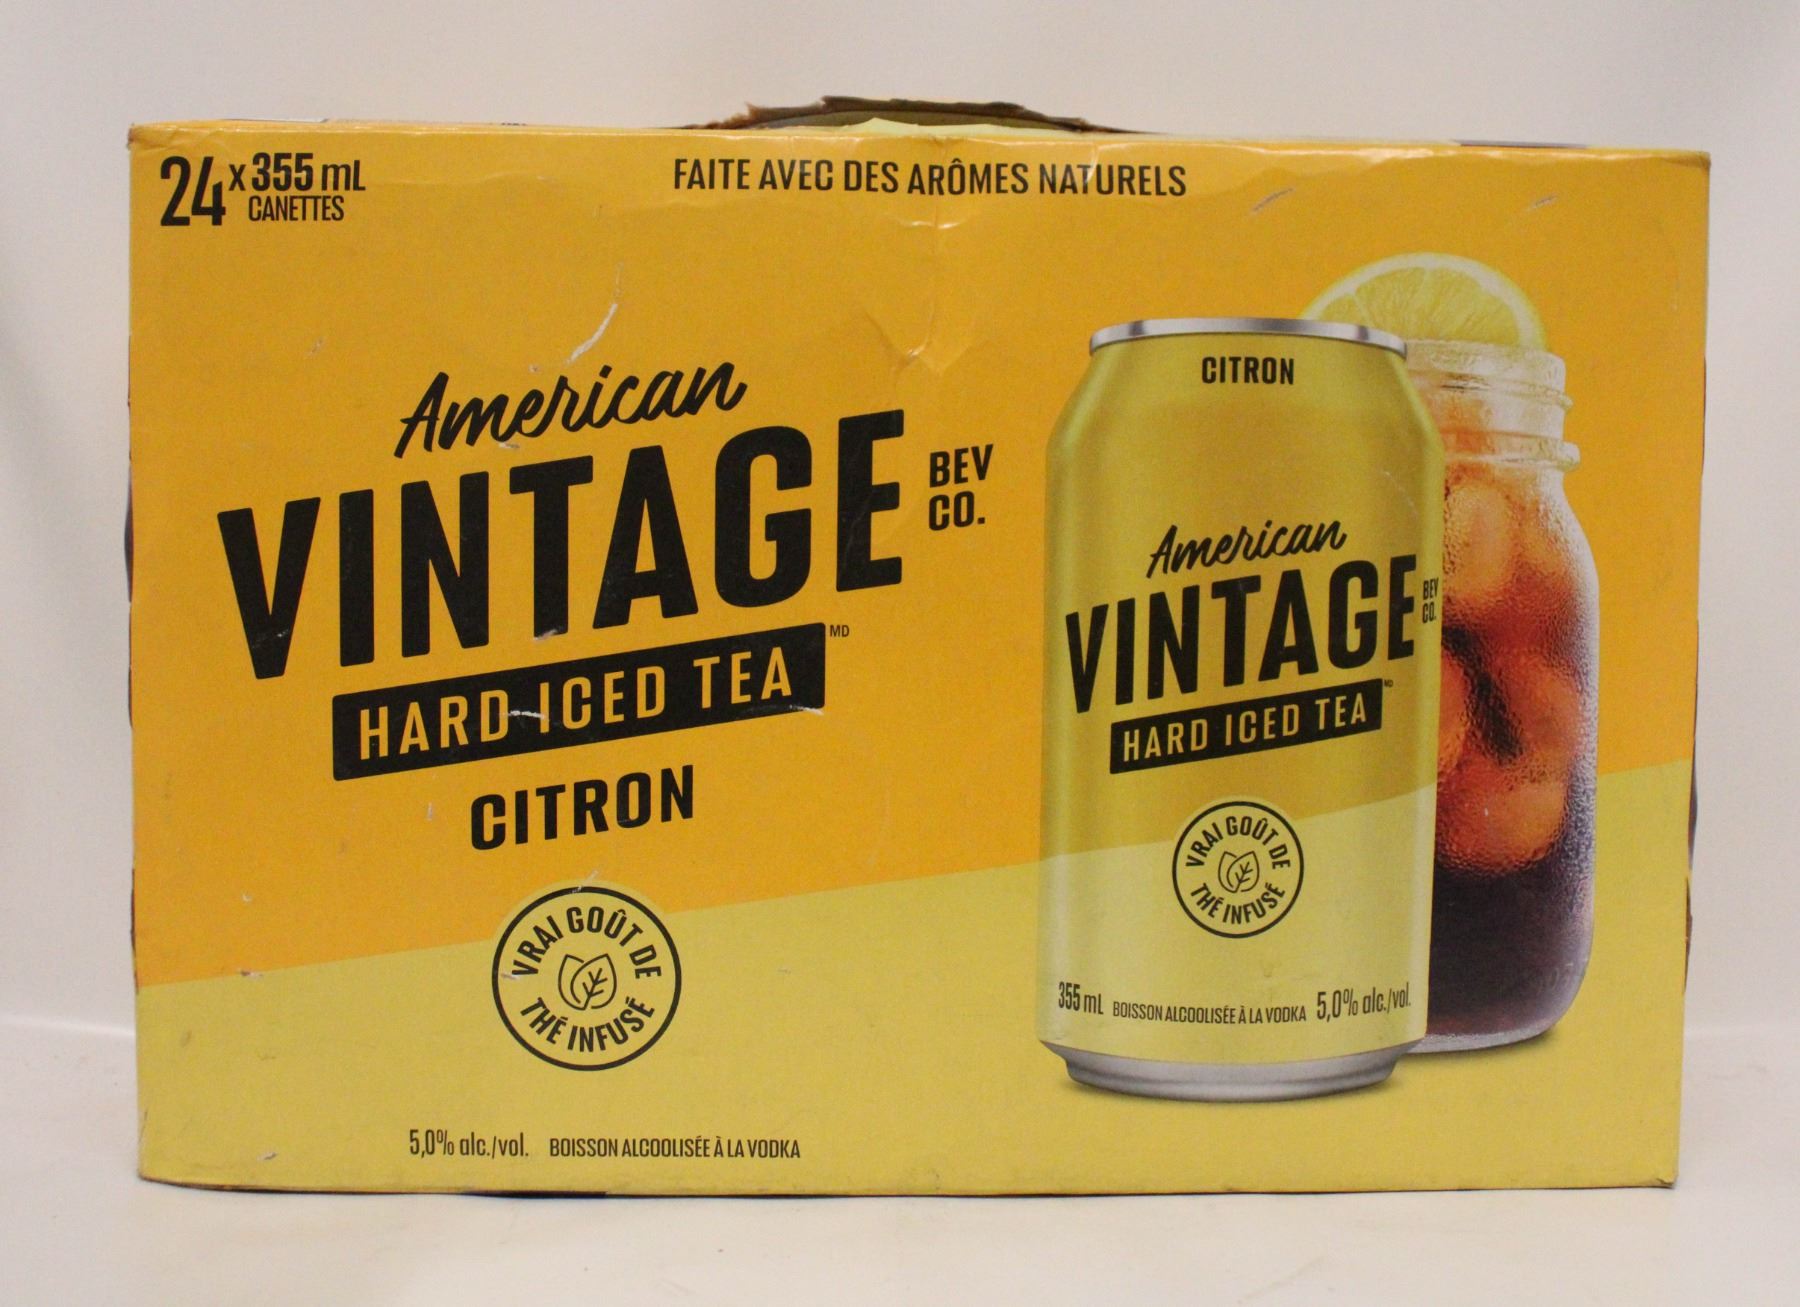 24 x 355 mL
CANETTES
FAITE AVEC DES ARÔMES NATURELS
American
VINTAGE
BEV
CO.
HARD ICED TEA MD
CITRON
VRAI GOÛT DE
THÉ INFUSÉ
5,0% alc./vol. BOISSON ALCOOLISÉE À LA VODKA
CITRON
American
VINTAGE
BEV
CO.
HARD ICED TEA MD
VRAI GOÛT DE
THÉ INFUSÉ
355 mL BOISSON ALCOOLISÉE À LA VODKA 5,0% alc./vol.